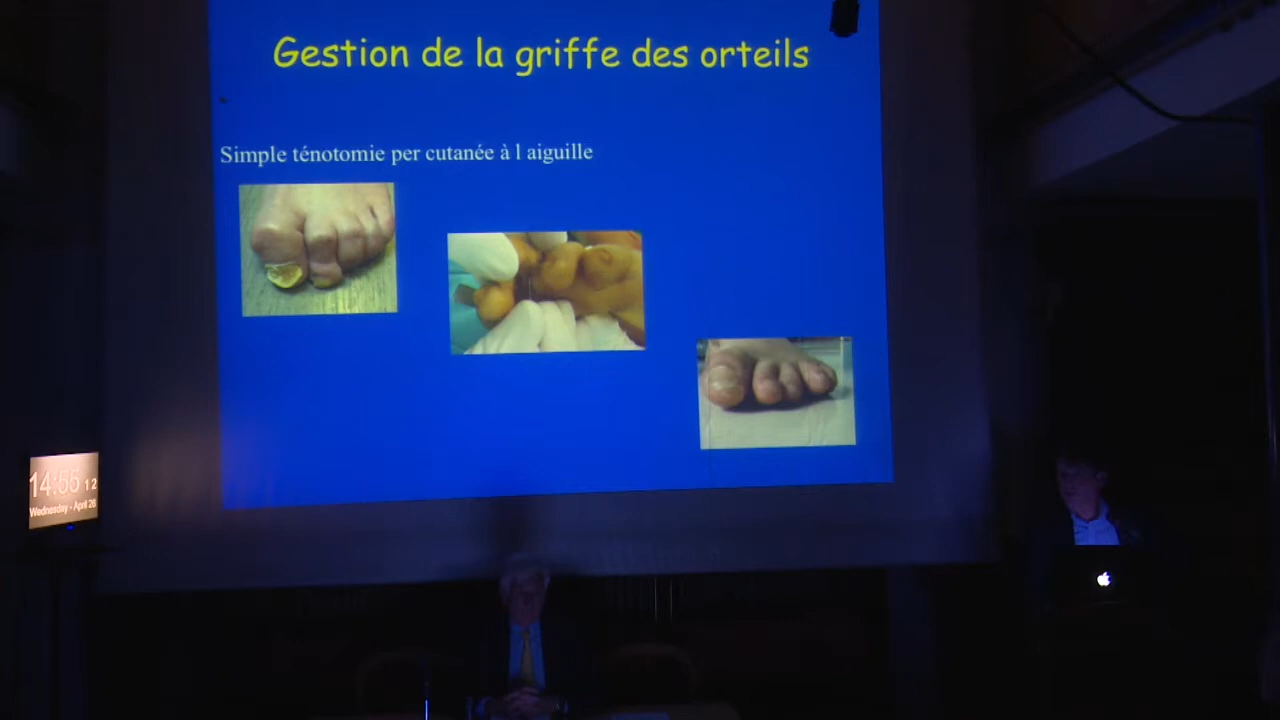 Gestion de la griffe des orteils
Simple ténotomie per cutanée à l aiguille
14:55 12
Wednesday - April 26